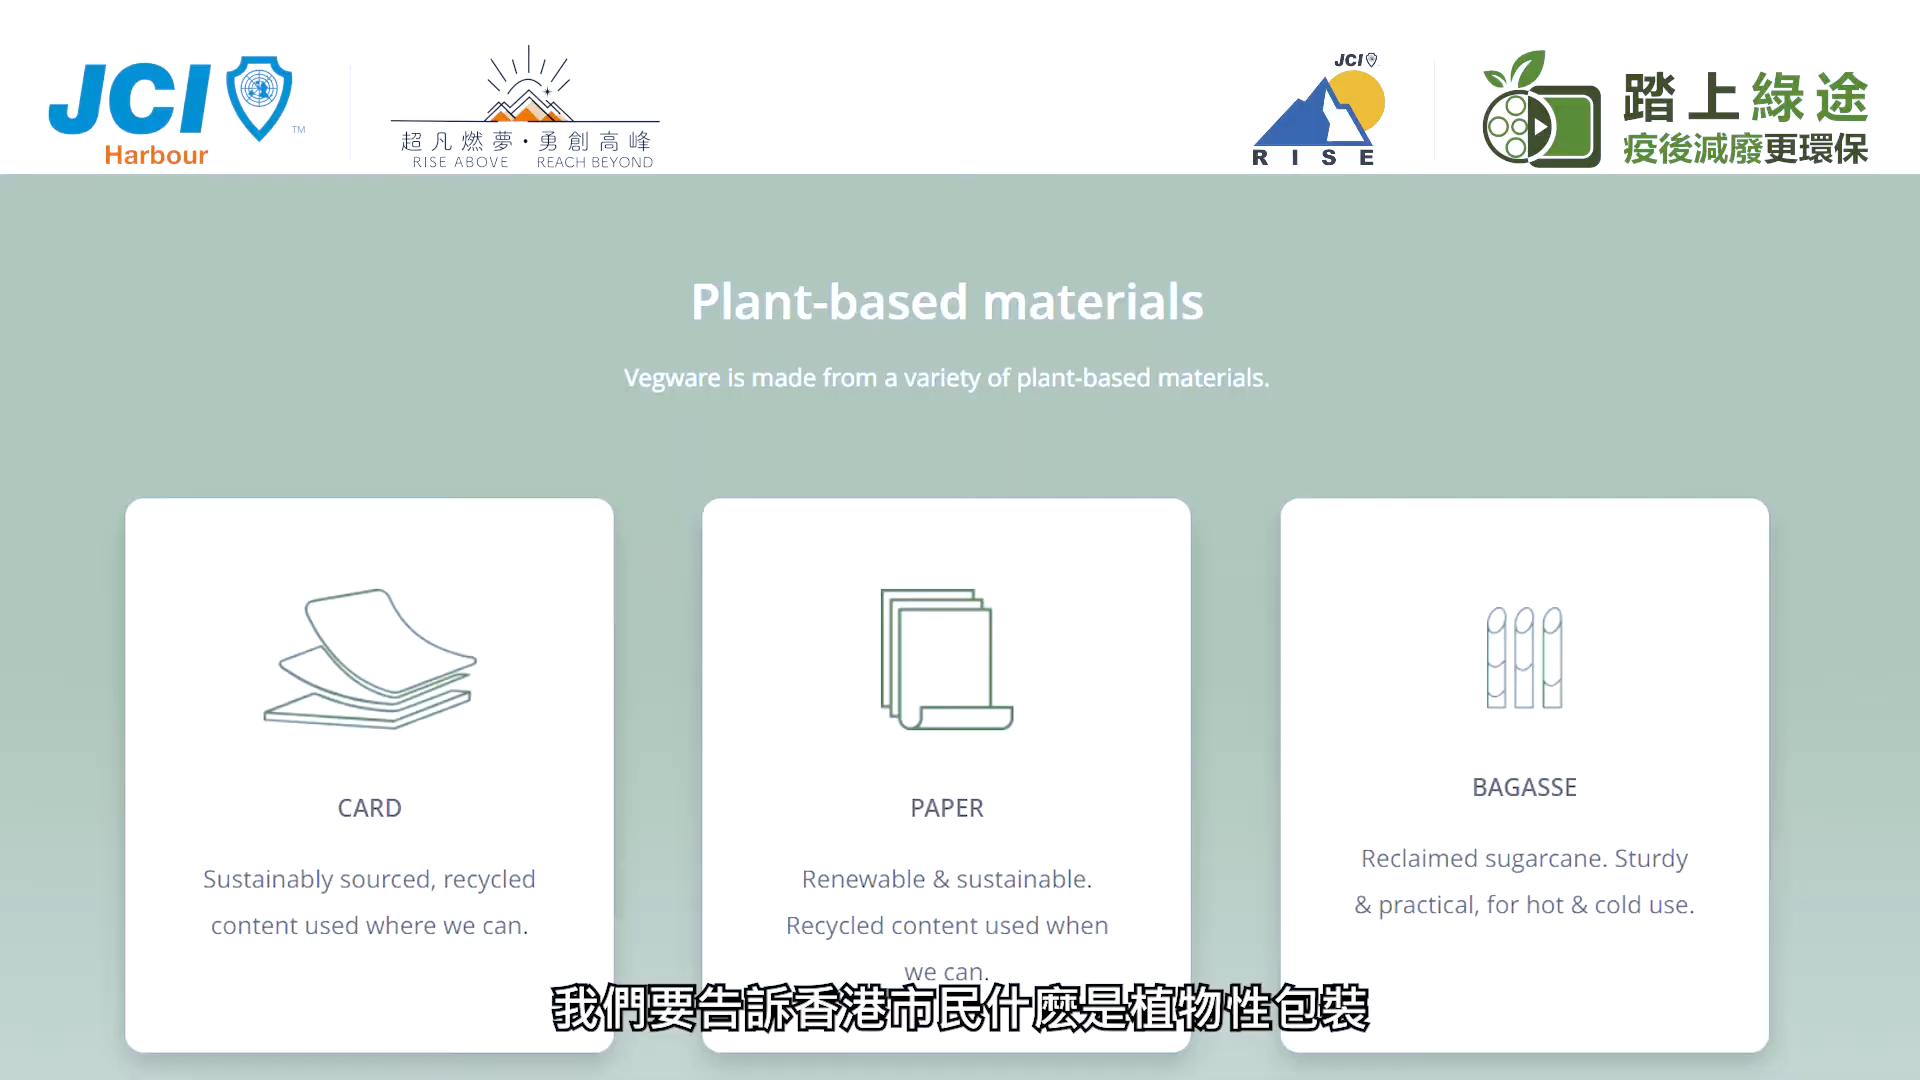 JCI
TM
Harbour
超凡燃夢・勇創高峰
RISE ABOVE REACH BEYOND
JCI
RISE
踏上綠途
疫後減廢更環保
Plant-based materials
Vegware is made from a variety of plant-based materials.
CARD
Sustainably sourced, recycled
content used where we can.
PAPER
Renewable & sustainable.
Recycled content used when
we can.
BAGASSE
Reclaimed sugarcane. Sturdy
& practical, for hot & cold use.
我們要告訴香港市民什麽是植物性包裝